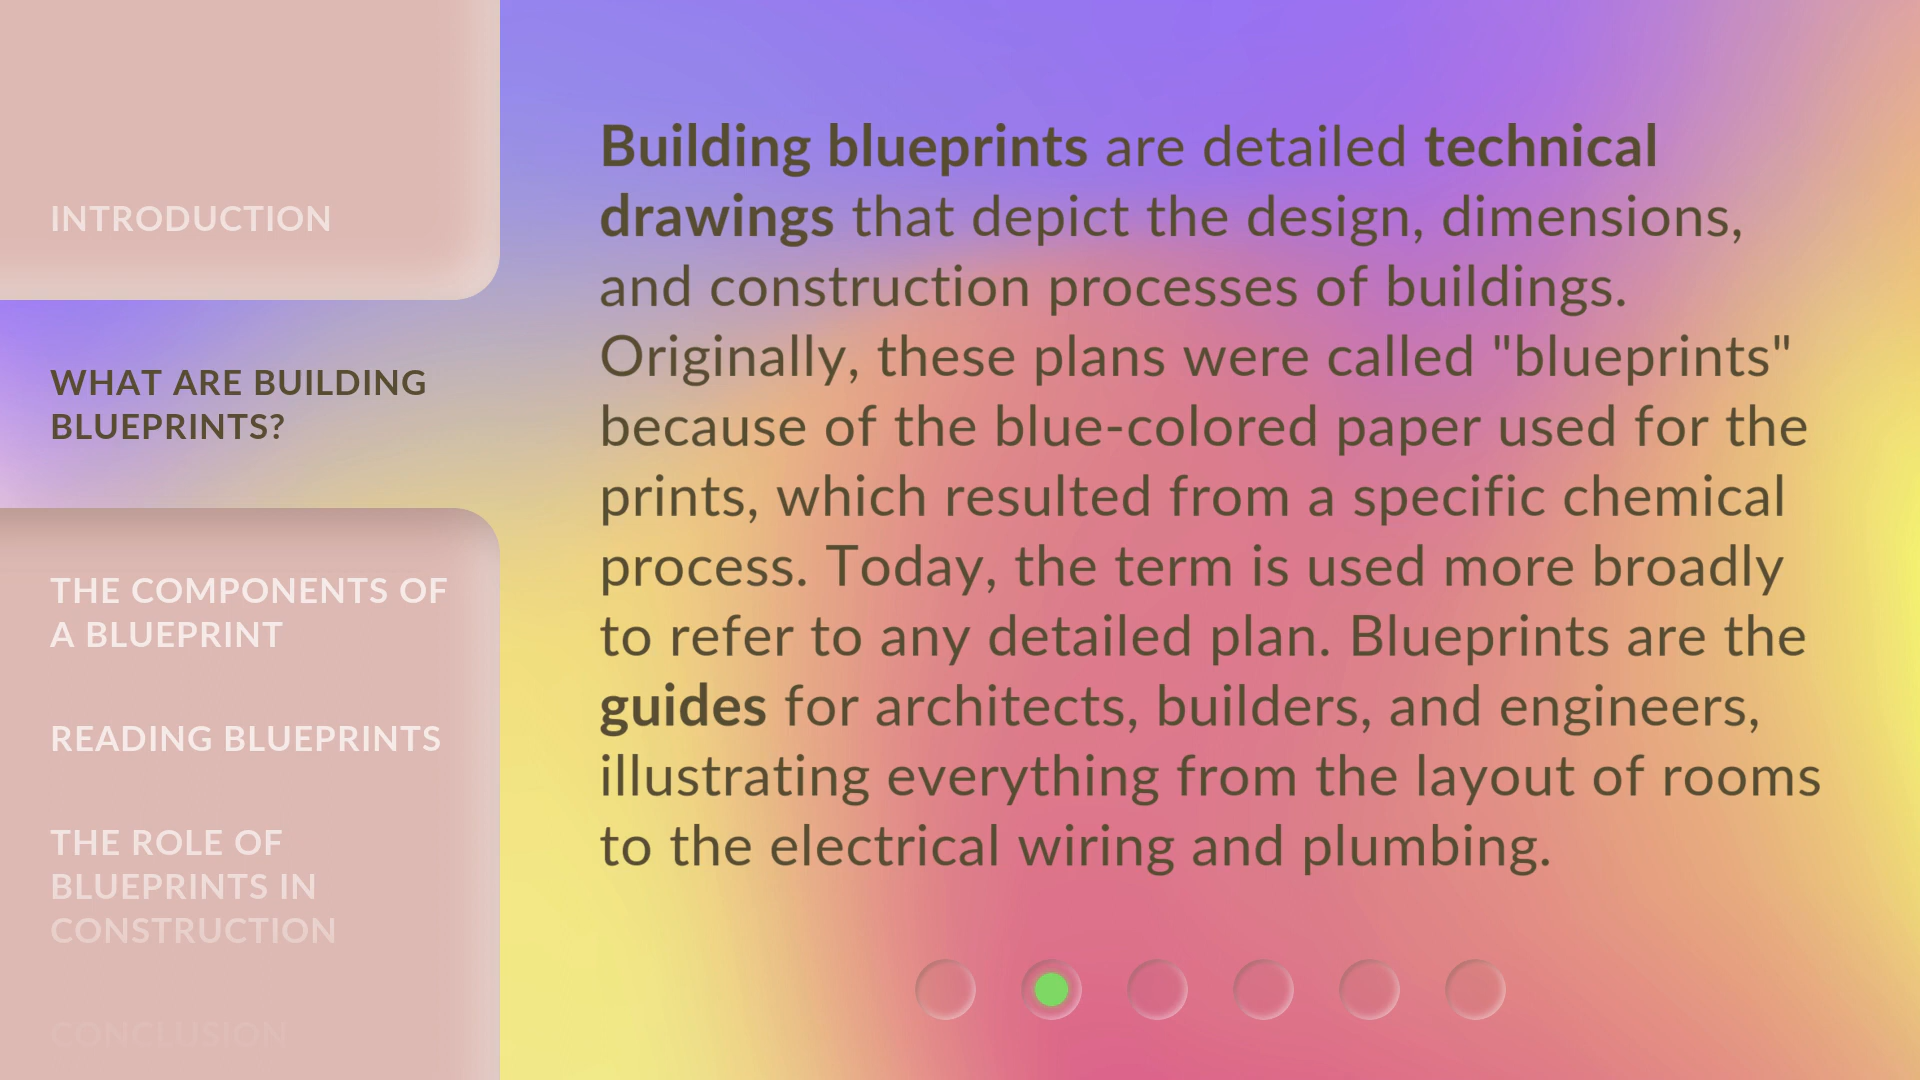 INTRODUCTION
WHAT ARE BUILDING
BLUEPRINTS?
THE COMPONENTS OF
A BLUEPRINT
READING BLUEPRINTS
THE ROLE OF
BLUEPRINTS IN
CONSTRUCTION
CONCLUSION
Building blueprints are detailed technical
drawings that depict the design, dimensions,
and construction processes of buildings.
Originally, these plans were called "blueprints"
because of the blue-colored paper used for the
prints, which resulted from a specific chemical
process. Today, the term is used more broadly
to refer to any detailed plan. Blueprints are the
guides for architects, builders, and engineers,
illustrating everything from the layout of rooms
to the electrical wiring and plumbing.